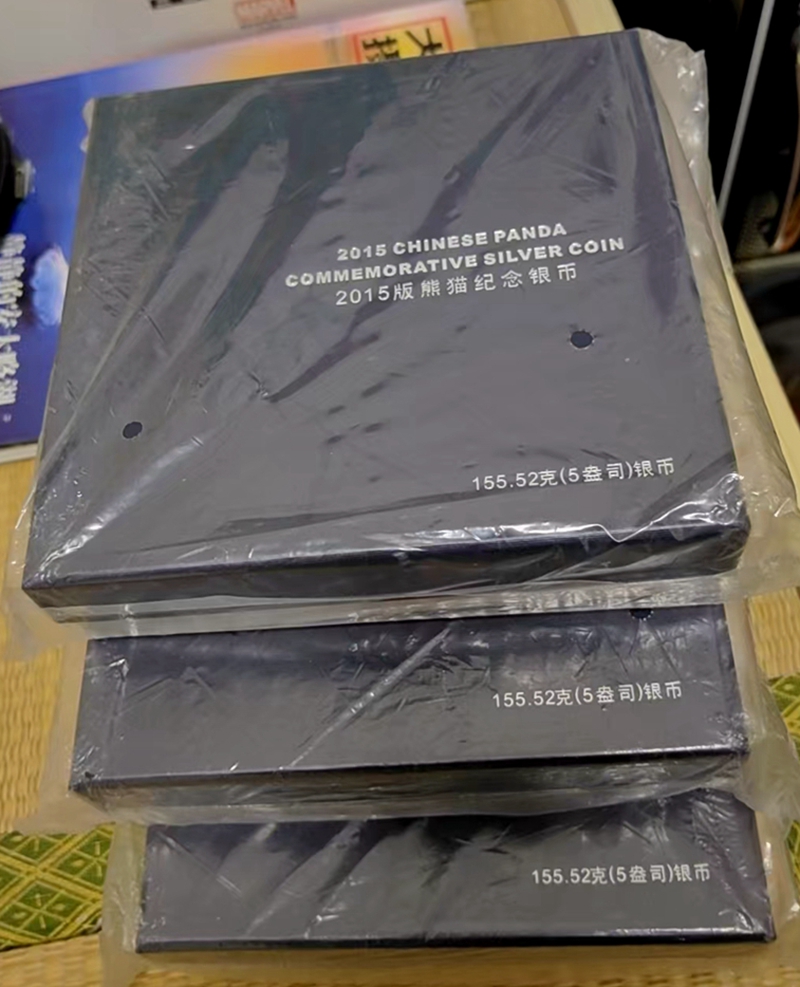 MARVEL
大
2015 CHINESE PANDA
COMMEMORATIVE SILVER COIN
2015版熊猫纪念银币
155.52克(5盎司)银币
155.52克(5盎司)银币
155.52克(5盎司)银币